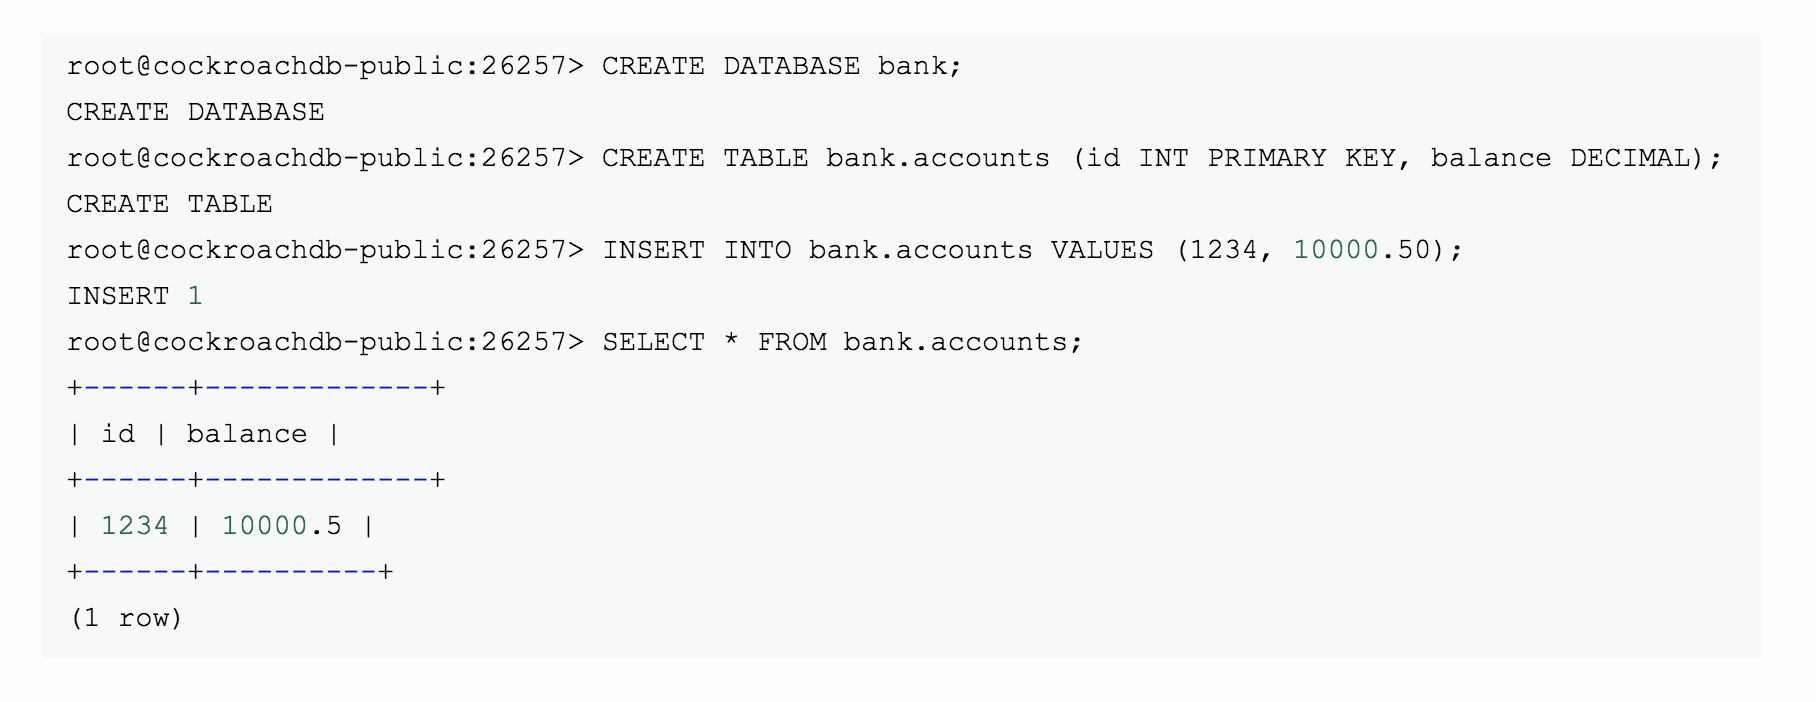 root@cockroachdb-public:26257> CREATE DATABASE bank;
CREATE DATABASE
root@cockroachdb-public:26257> CREATE TABLE bank.accounts (id INT PRIMARY KEY, balance DECIMAL);
CREATE TABLE
root@cockroachdb-public:26257> INSERT INTO bank.accounts VALUES (1234, 10000.50);
INSERT 1
root@cockroachdb-public:26257> SELECT * FROM bank.accounts;
+------+-------------+
| id | balance |
+------+-------------+
| 1234 | 10000.5 |
+------+----------+
(1 row)